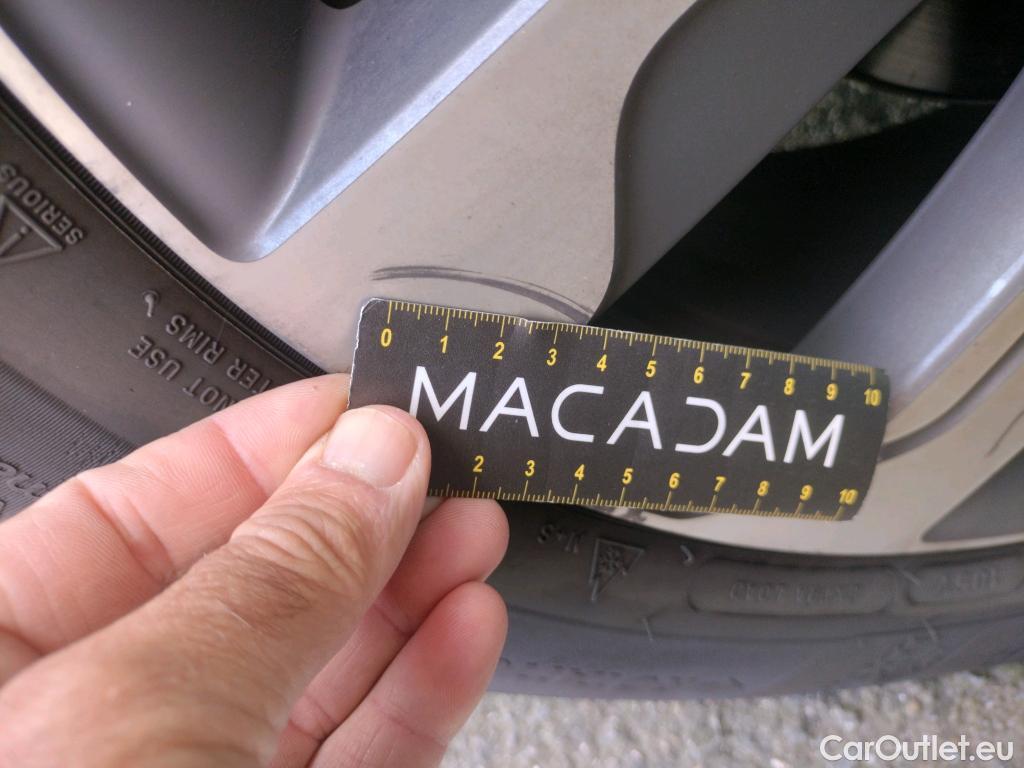 SERIOUS
NOT USE
TER RIMS
0 1 2 3 4 5 6 7 8 9 10
MACADAM
2 3 4 5 6 7 8 9 10
M+S
CarOutlet.eu